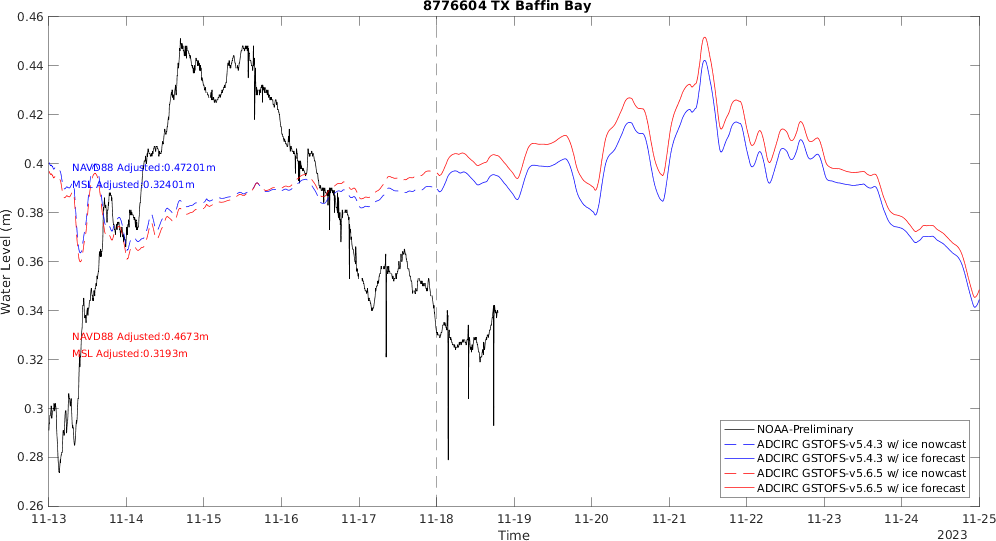 8776604 TX Baffin Bay
0.46
0.44
0.42
0.4
0.38
0.36
0.34
0.32
0.3
0.28
0.26
Water Level (m)
NAVD88 Adjusted:0.47201m
MSL Adjusted:0.32401m
NAVD88 Adjusted:0.4673m
MSL Adjusted:0.3193m
NOAA-Preliminary
ADCIRC GSTOFS-v5.4.3 w/ ice nowcast
ADCIRC GSTOFS-v5.4.3 w/ ice forecast
ADCIRC GSTOFS-v5.6.5 w/ ice nowcast
ADCIRC GSTOFS-v5.6.5 w/ ice forecast
11-13 11-14 11-15 11-16 11-17 11-18 11-19 11-20 11-21 11-22 11-23 11-24 11-25
Time
2023